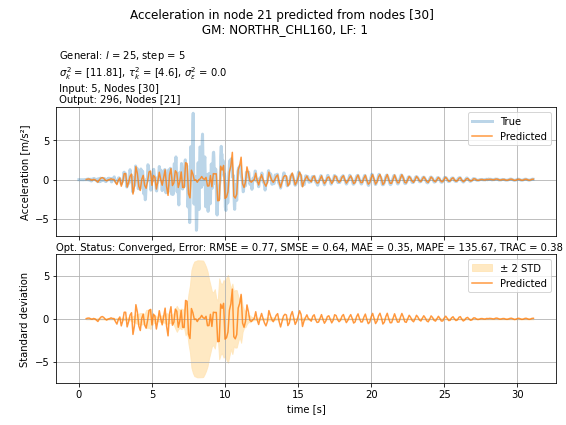 Acceleration in node 21 predicted from nodes [30]
GM: NORTHR_CHL160, LF: 1
General: l = 25, step = 5
σ²ₖ = [11.81], τ²ₖ = [4.6], σ²ε = 0.0
Input: 5, Nodes [30]
Output: 296, Nodes [21]
Acceleration [m/s²]
5
0
−5
True
Predicted
Opt. Status: Converged, Error: RMSE = 0.77, SMSE = 0.64, MAE = 0.35, MAPE = 135.67, TRAC = 0.38
Standard deviation
5
0
−5
± 2 STD
Predicted
0 5 10 15 20 25 30
time [s]